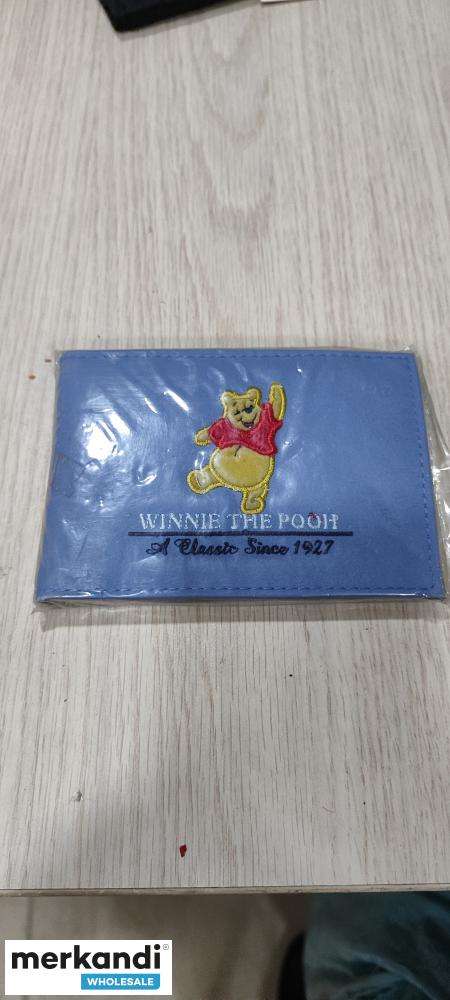 WINNIE THE POOH
A Classic Since 1927
merkandi®
WHOLESALE